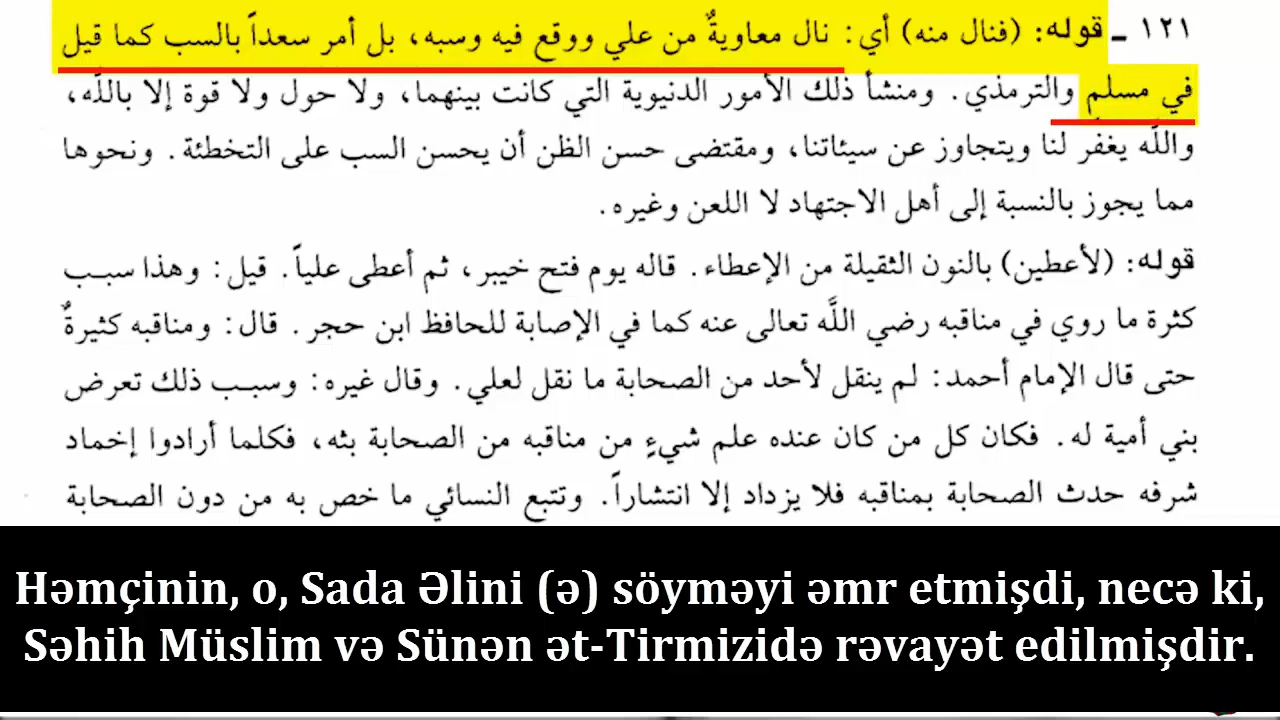 ١٢١ ـ قوله: (فنال منه) أي: نال معاويةٌ من علي ووقع فيه وسبه، بل أمر سعداً بالسب كما قيل
في مسلم والترمذي. ومنشأ ذلك الأمور الدنيوية التي كانت بينهما، ولا حول ولا قوة إلا باللَّه،
واللَّه يغفر لنا ويتجاوز عن سيئاتنا، ومقتضى حسن الظن أن يحسن السب على التخطئة. ونحوها
مما يجوز بالنسبة إلى أهل الاجتهاد لا اللعن وغيره.
قوله: (لأعطين) بالنون الثقيلة من الإعطاء. قاله يوم فتح خيبر، ثم أعطى علياً. قيل: وهذا سبب
كثرة ما روي في مناقبه رضي اللَّه تعالى عنه كما في الإصابة للحافظ ابن حجر. قال: ومناقبه كثيرةٌ
حتى قال الإمام أحمد: لم ينقل لأحد من الصحابة ما نقل لعلي. وقال غيره: وسبب ذلك تعرض
بني أمية له. فكان كل من كان عنده علم شيءٍ من مناقبه من الصحابة بثه، فكلما أرادوا إخماد
شرفه حدث الصحابة بمناقبه فلا يزداد إلا انتشاراً. وتتبع النسائي ما خص به من دون الصحابة
Həmçinin, o, Sada Əlini (ə) söyməyi əmr etmişdi, necə ki,
Səhih Müslim və Sünən ət-Tirmizidə rəvayət edilmişdir.